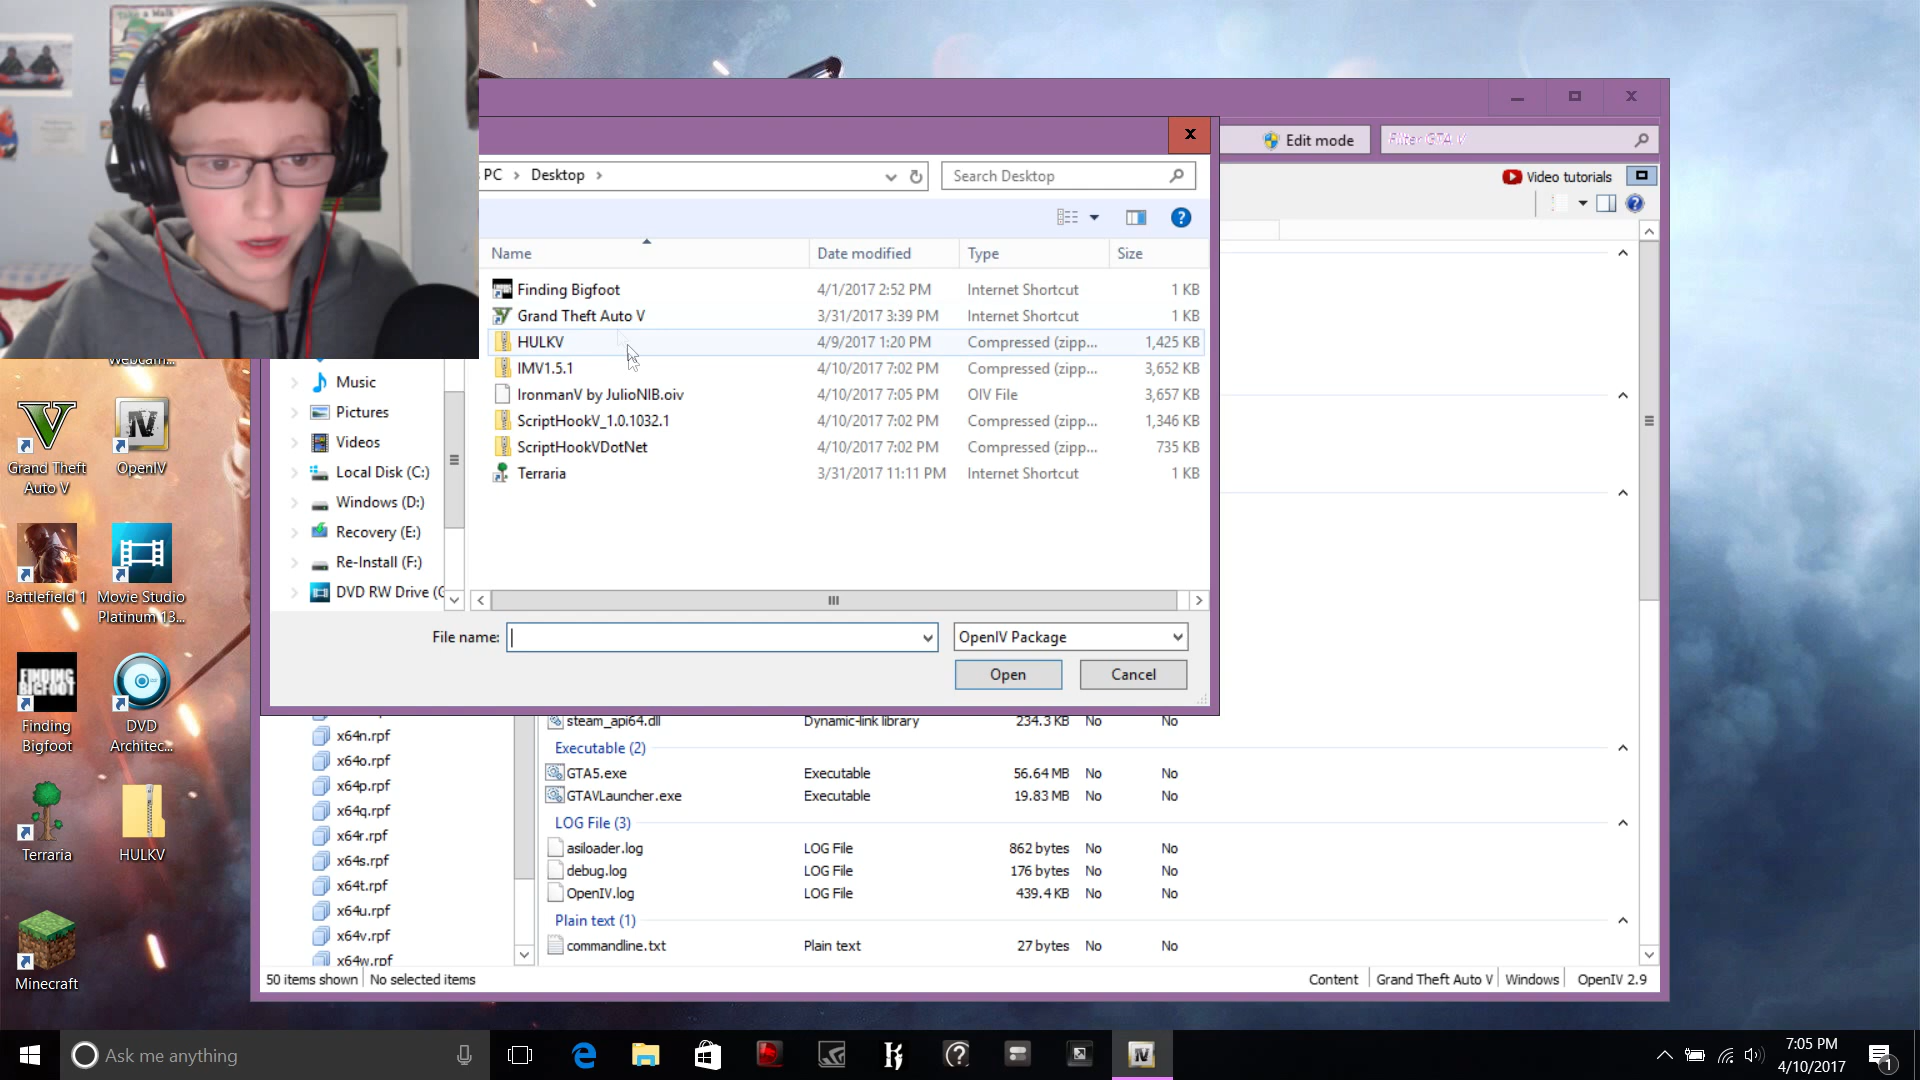 Take a Walk
Edit mode
Filter GTA V
PC > Desktop >
Search Desktop
Video tutorials
Name
Date modified
Type
Size
Finding Bigfoot 4/1/2017 2:52 PM Internet Shortcut 1 KB
Grand Theft Auto V 3/31/2017 3:39 PM Internet Shortcut 1 KB
HULKV 4/9/2017 1:20 PM Compressed (zipp... 1,425 KB
IMV1.5.1 4/10/2017 7:02 PM Compressed (zipp... 3,652 KB
IronmanV by JulioNIB.oiv 4/10/2017 7:05 PM OIV File 3,657 KB
ScriptHookV_1.0.1032.1 4/10/2017 7:02 PM Compressed (zipp... 1,346 KB
ScriptHookVDotNet 4/10/2017 7:02 PM Compressed (zipp... 735 KB
Terraria 3/31/2017 11:11 PM Internet Shortcut 1 KB
Music
Pictures
Videos
Local Disk (C:)
Windows (D:)
Recovery (E:)
Re-Install (F:)
DVD RW Drive (
File name:
OpenIV Package
Open
Cancel
Webcam...
Grand Theft
Auto V
OpenIV
Battlefield 1
Movie Studio
Platinum 13...
FINDING
BIGFOOT
Finding
Bigfoot
DVD
Architec...
Terraria
HULKV
Minecraft
x64n.rpf
x64o.rpf
x64p.rpf
x64q.rpf
x64r.rpf
x64s.rpf
x64t.rpf
x64u.rpf
x64v.rpf
x64w.rpf
steam_api64.dll Dynamic-link library 234.3 KB No No
Executable (2)
GTA5.exe Executable 56.64 MB No No
GTAVLauncher.exe Executable 19.83 MB No No
LOG File (3)
asiloader.log LOG File 862 bytes No No
debug.log LOG File 176 bytes No No
OpenIV.log LOG File 439.4 KB No No
Plain text (1)
commandline.txt Plain text 27 bytes No No
50 items shown
No selected items
Content
Grand Theft Auto V
Windows
OpenIV 2.9
Ask me anything
7:05 PM
4/10/2017
1